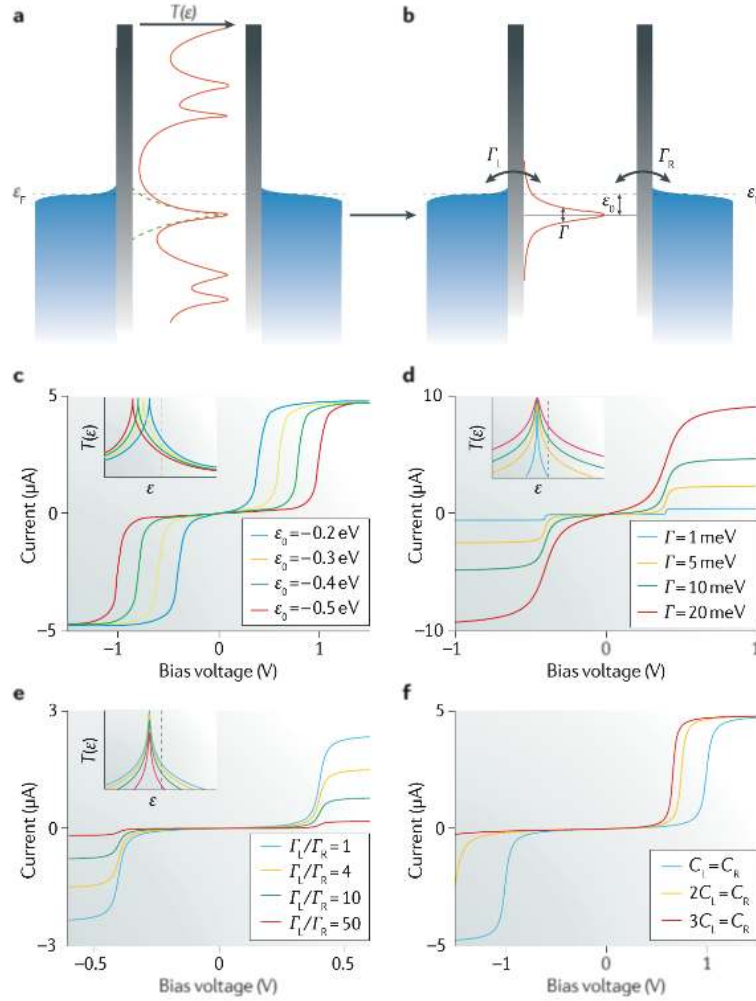 a
T(ε)
ε_F
b
Γ_L
Γ_R
ε_0
Γ
ε
c
Current (μA)
5
0
−5
−1
0
1
Bias voltage (V)
T(ε)
ε
ε_0=−0.2 eV
ε_0=−0.3 eV
ε_0=−0.4 eV
ε_0=−0.5 eV
d
Current (μA)
10
0
−10
−1
0
1
Bias voltage (V)
T(ε)
ε
Γ=1 meV
Γ=5 meV
Γ=10 meV
Γ=20 meV
e
Current (μA)
3
0
−3
−0.5
0
0.5
Bias voltage (V)
T(ε)
ε
Γ_L/Γ_R=1
Γ_L/Γ_R=4
Γ_L/Γ_R=10
Γ_L/Γ_R=50
f
Current (μA)
5
0
−5
−1
0
1
Bias voltage (V)
C_L=C_R
2C_L=C_R
3C_L=C_R